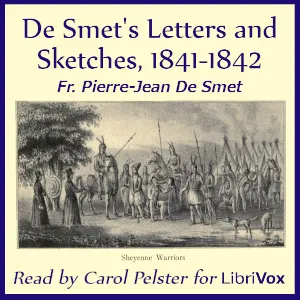 De Smet's Letters and
Sketches, 1841-1842
Fr. Pierre-Jean De Smet
Sheyenne Warriors
Read by Carol Pelster for LibriVox